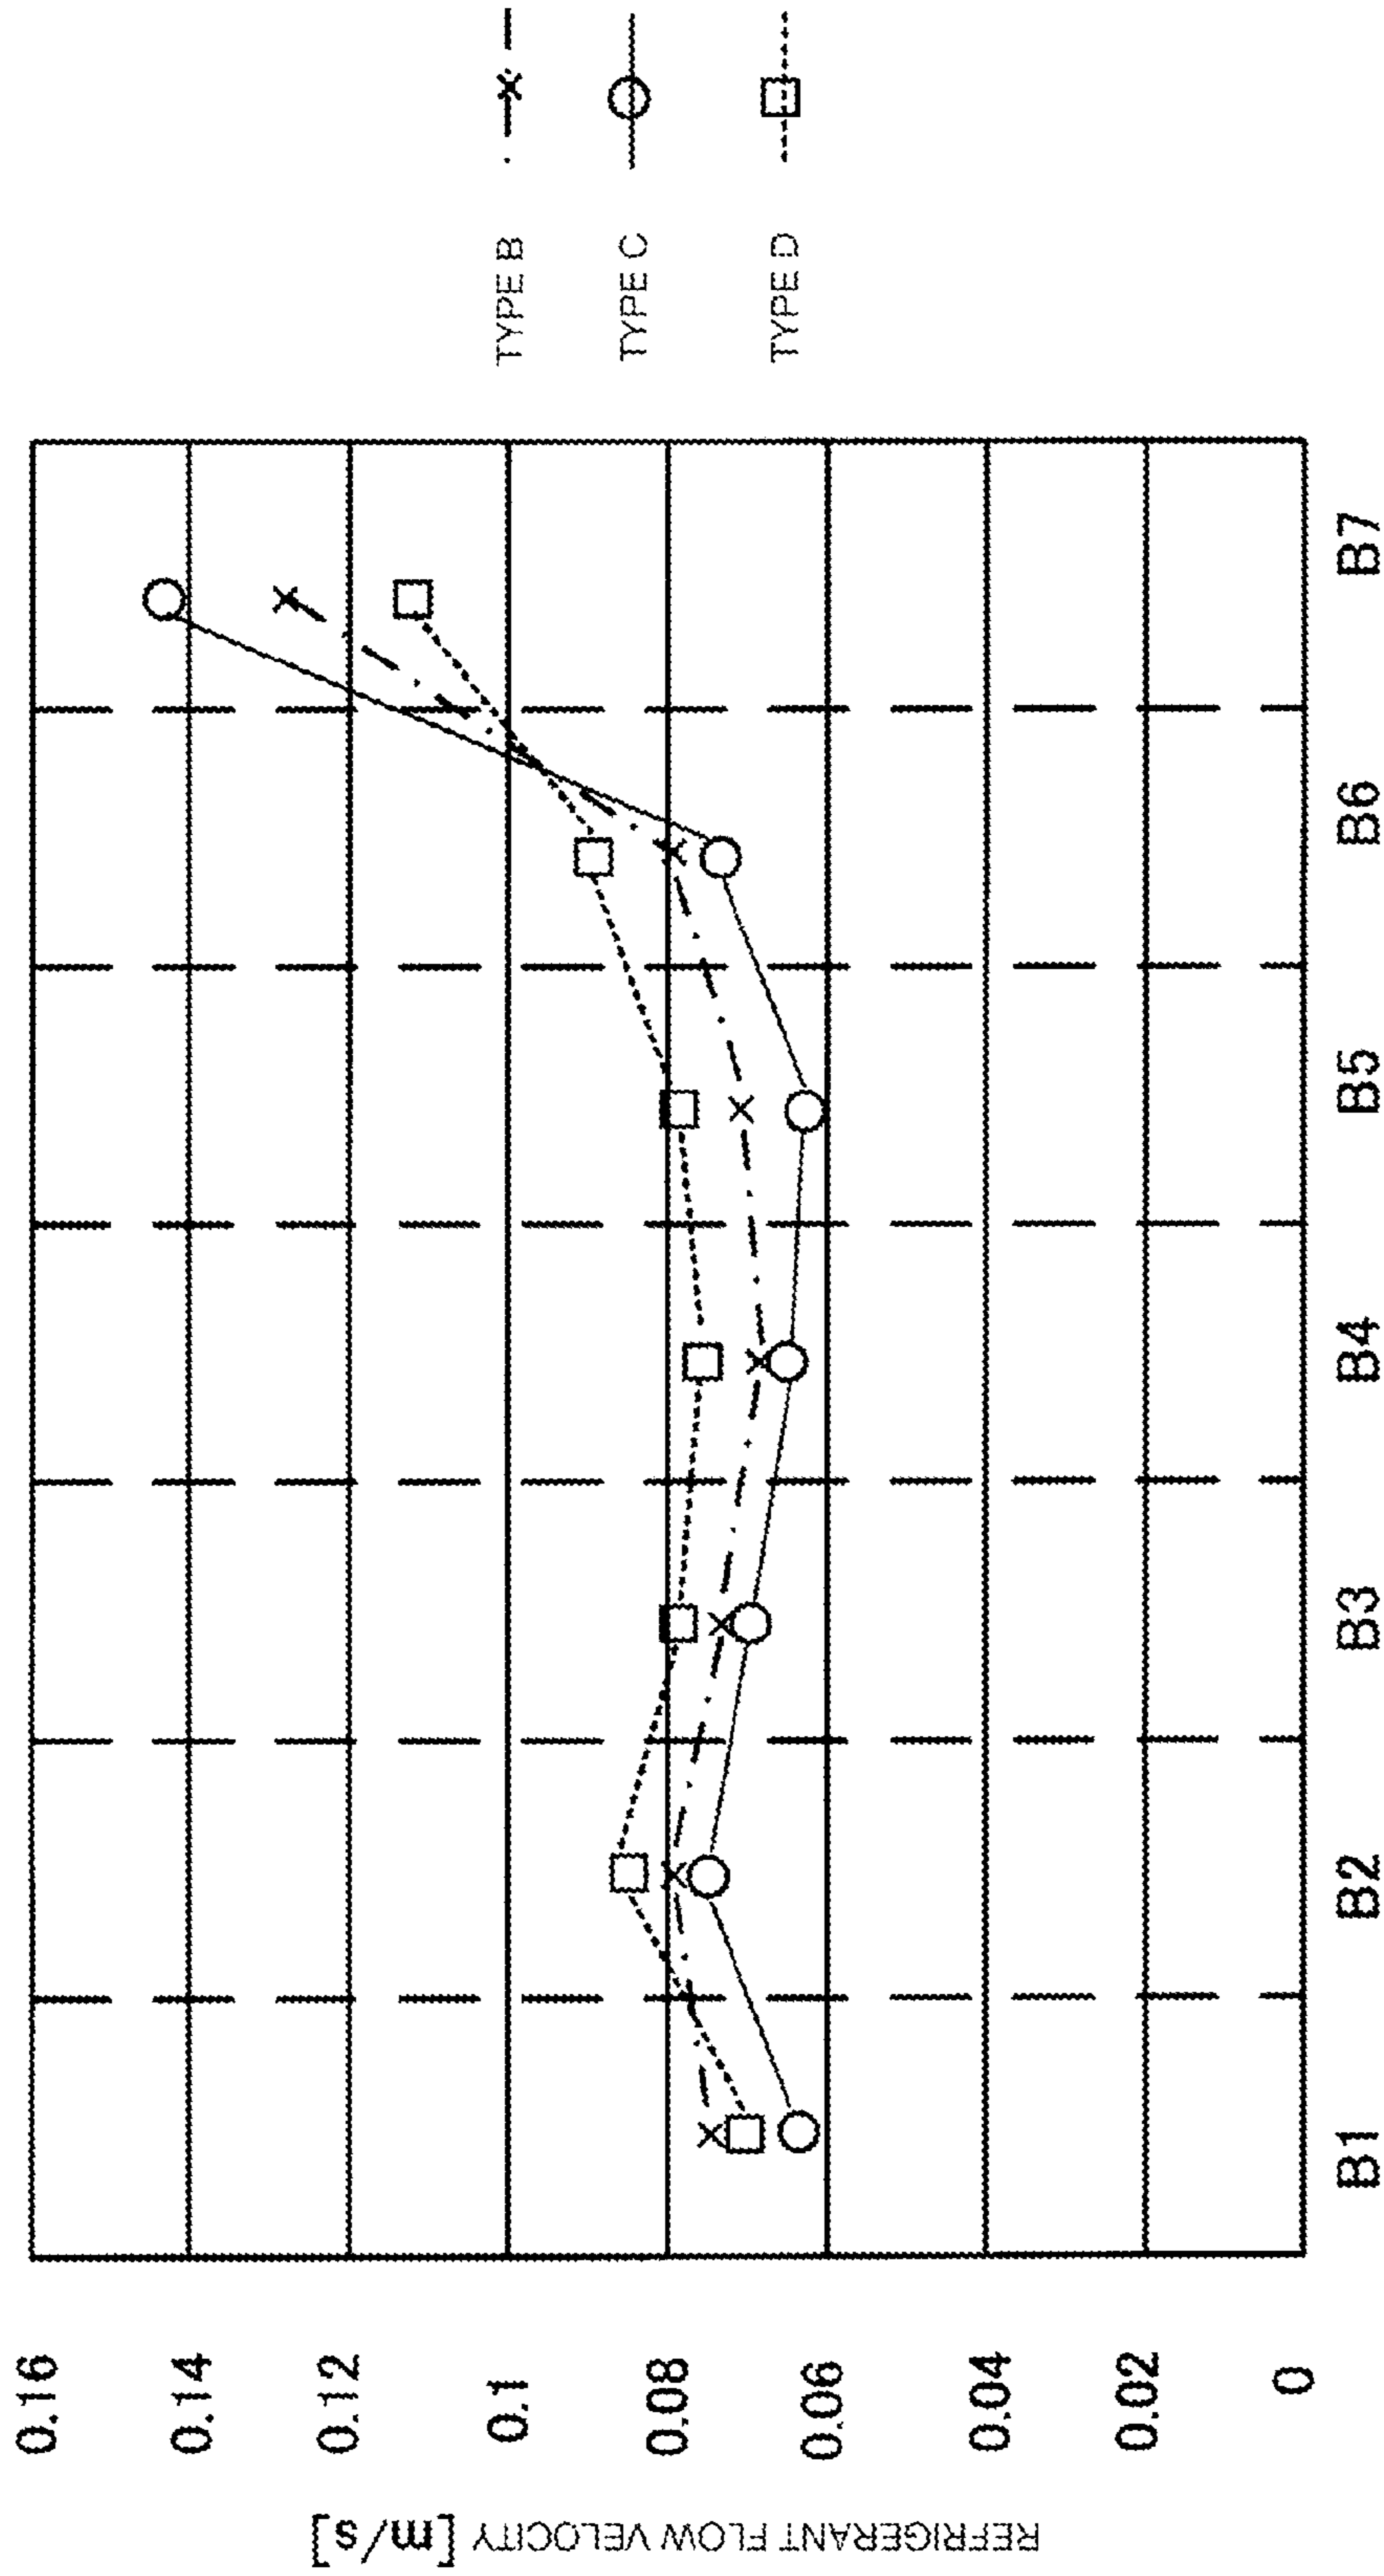 REFRIGERANT FLOW VELOCITY [m/s]
0.16
0.14
0.12
0.1
0.08
0.06
0.04
0.02
0
B1 B2 B3 B4 B5 B6 B7
TYPE B
TYPE C
TYPE D